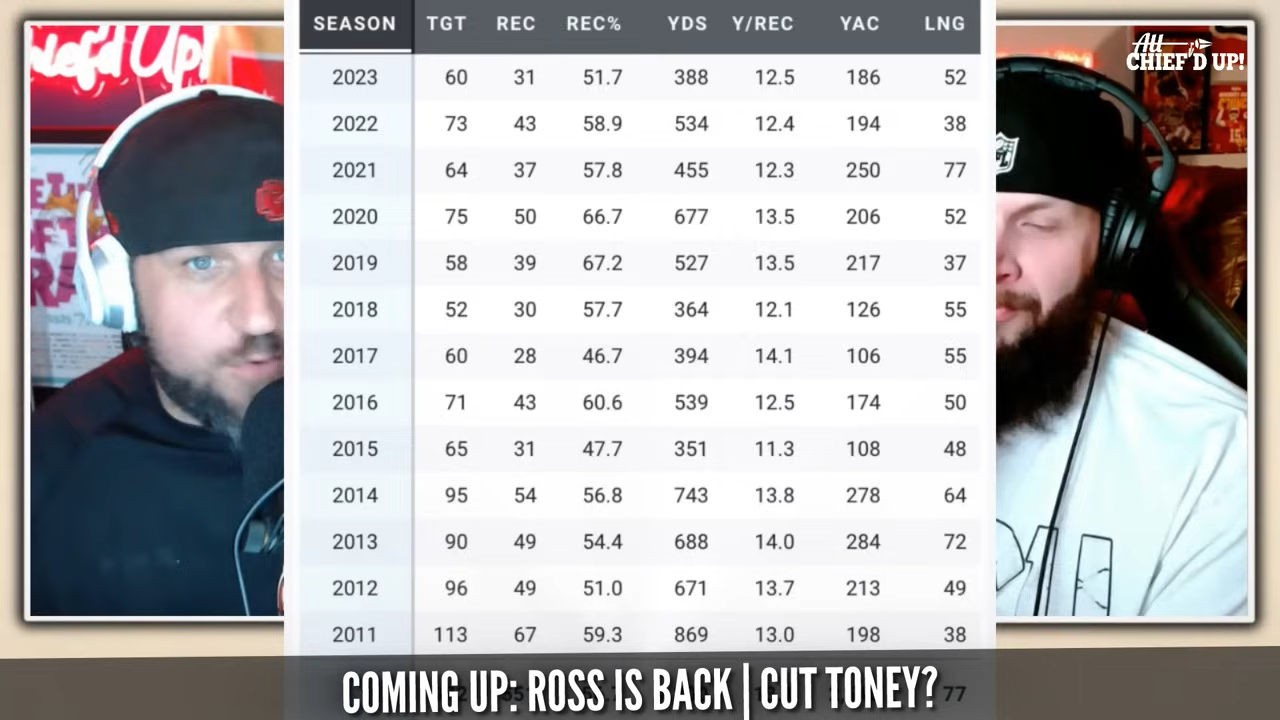 SEASON TGT REC REC% YDS Y/REC YAC LNG
2023 60 31 51.7 388 12.5 186 52
2022 73 43 58.9 534 12.4 194 38
2021 64 37 57.8 455 12.3 250 77
2020 75 50 66.7 677 13.5 206 52
2019 58 39 67.2 527 13.5 217 37
2018 52 30 57.7 364 12.1 126 55
2017 60 28 46.7 394 14.1 106 55
2016 71 43 60.6 539 12.5 174 50
2015 65 31 47.7 351 11.3 108 48
2014 95 54 56.8 743 13.8 278 64
2013 90 49 54.4 688 14.0 284 72
2012 96 49 51.0 671 13.7 213 49
2011 113 67 59.3 869 13.0 198 38
77
All
CHIEF'D UP!
COMING UP: ROSS IS BACK | CUT TONEY?